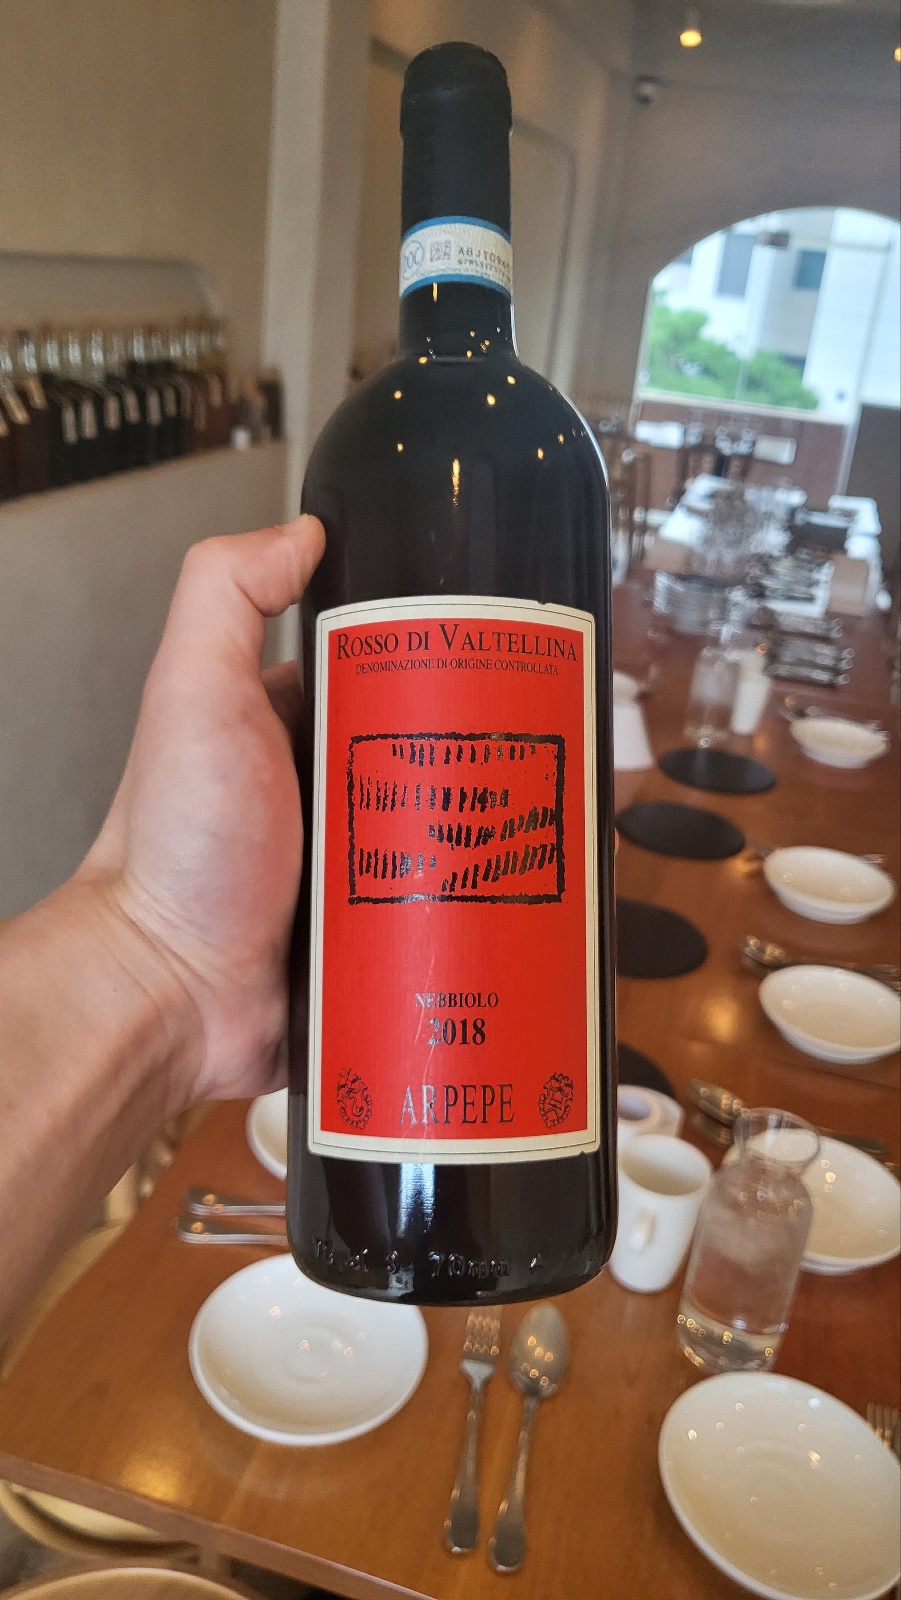 ROSSO DI VALTELLINA
DENOMINAZIONE DI ORIGINE CONTROLLATA
NEBBIOLO
2018
ARPEPE